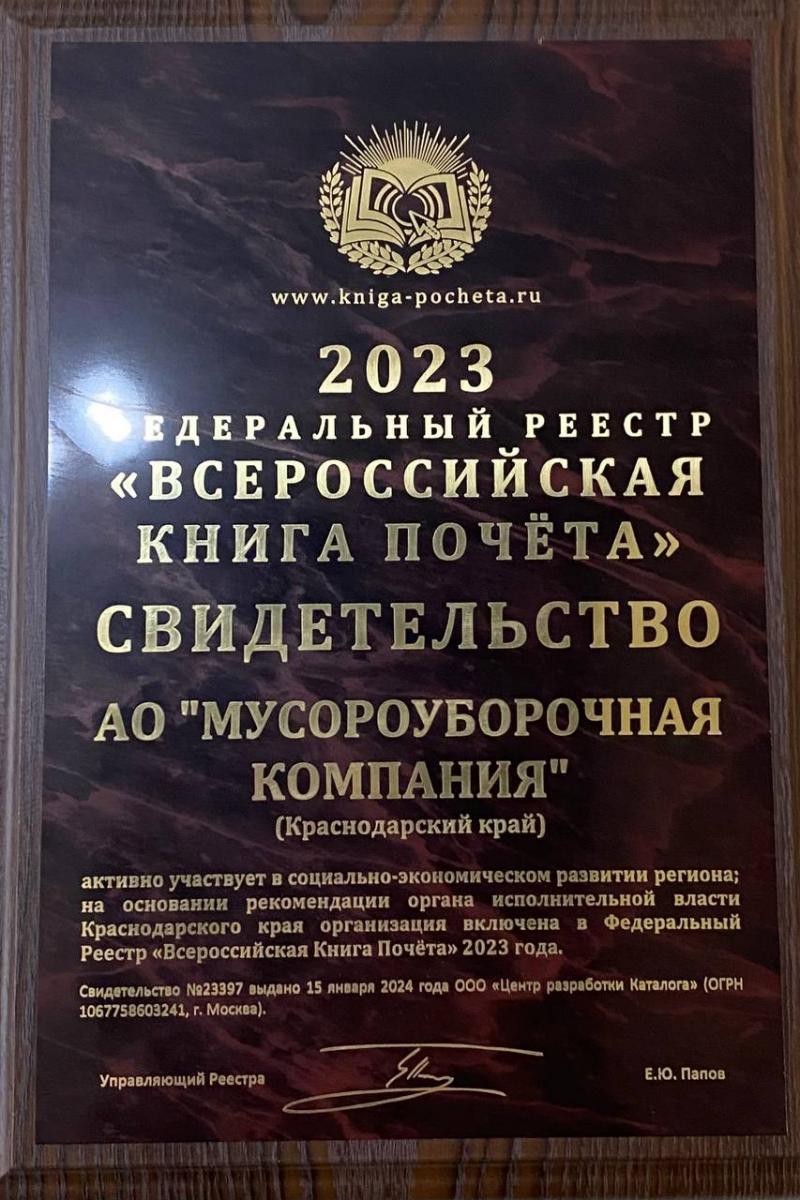 www.kniga-pocheta.ru
2023
ФЕДЕРАЛЬНЫЙ РЕЕСТР
«ВСЕРОССИЙСКАЯ
КНИГА ПОЧЁТА»
СВИДЕТЕЛЬСТВО
АО "МУСОРОУБОРОЧНАЯ
КОМПАНИЯ"
(Краснодарский край)
активно участвует в социально-экономическом развитии региона;
на основании рекомендации органа исполнительной власти
Краснодарского края организация включена в Федеральный
Реестр «Всероссийская Книга Почёта» 2023 года.
Свидетельство №23397 выдано 15 января 2024 года ООО «Центр разработки Каталога» (ОГРН
1067758603241, г. Москва).
Управляющий Реестра
Е.Ю. Папов